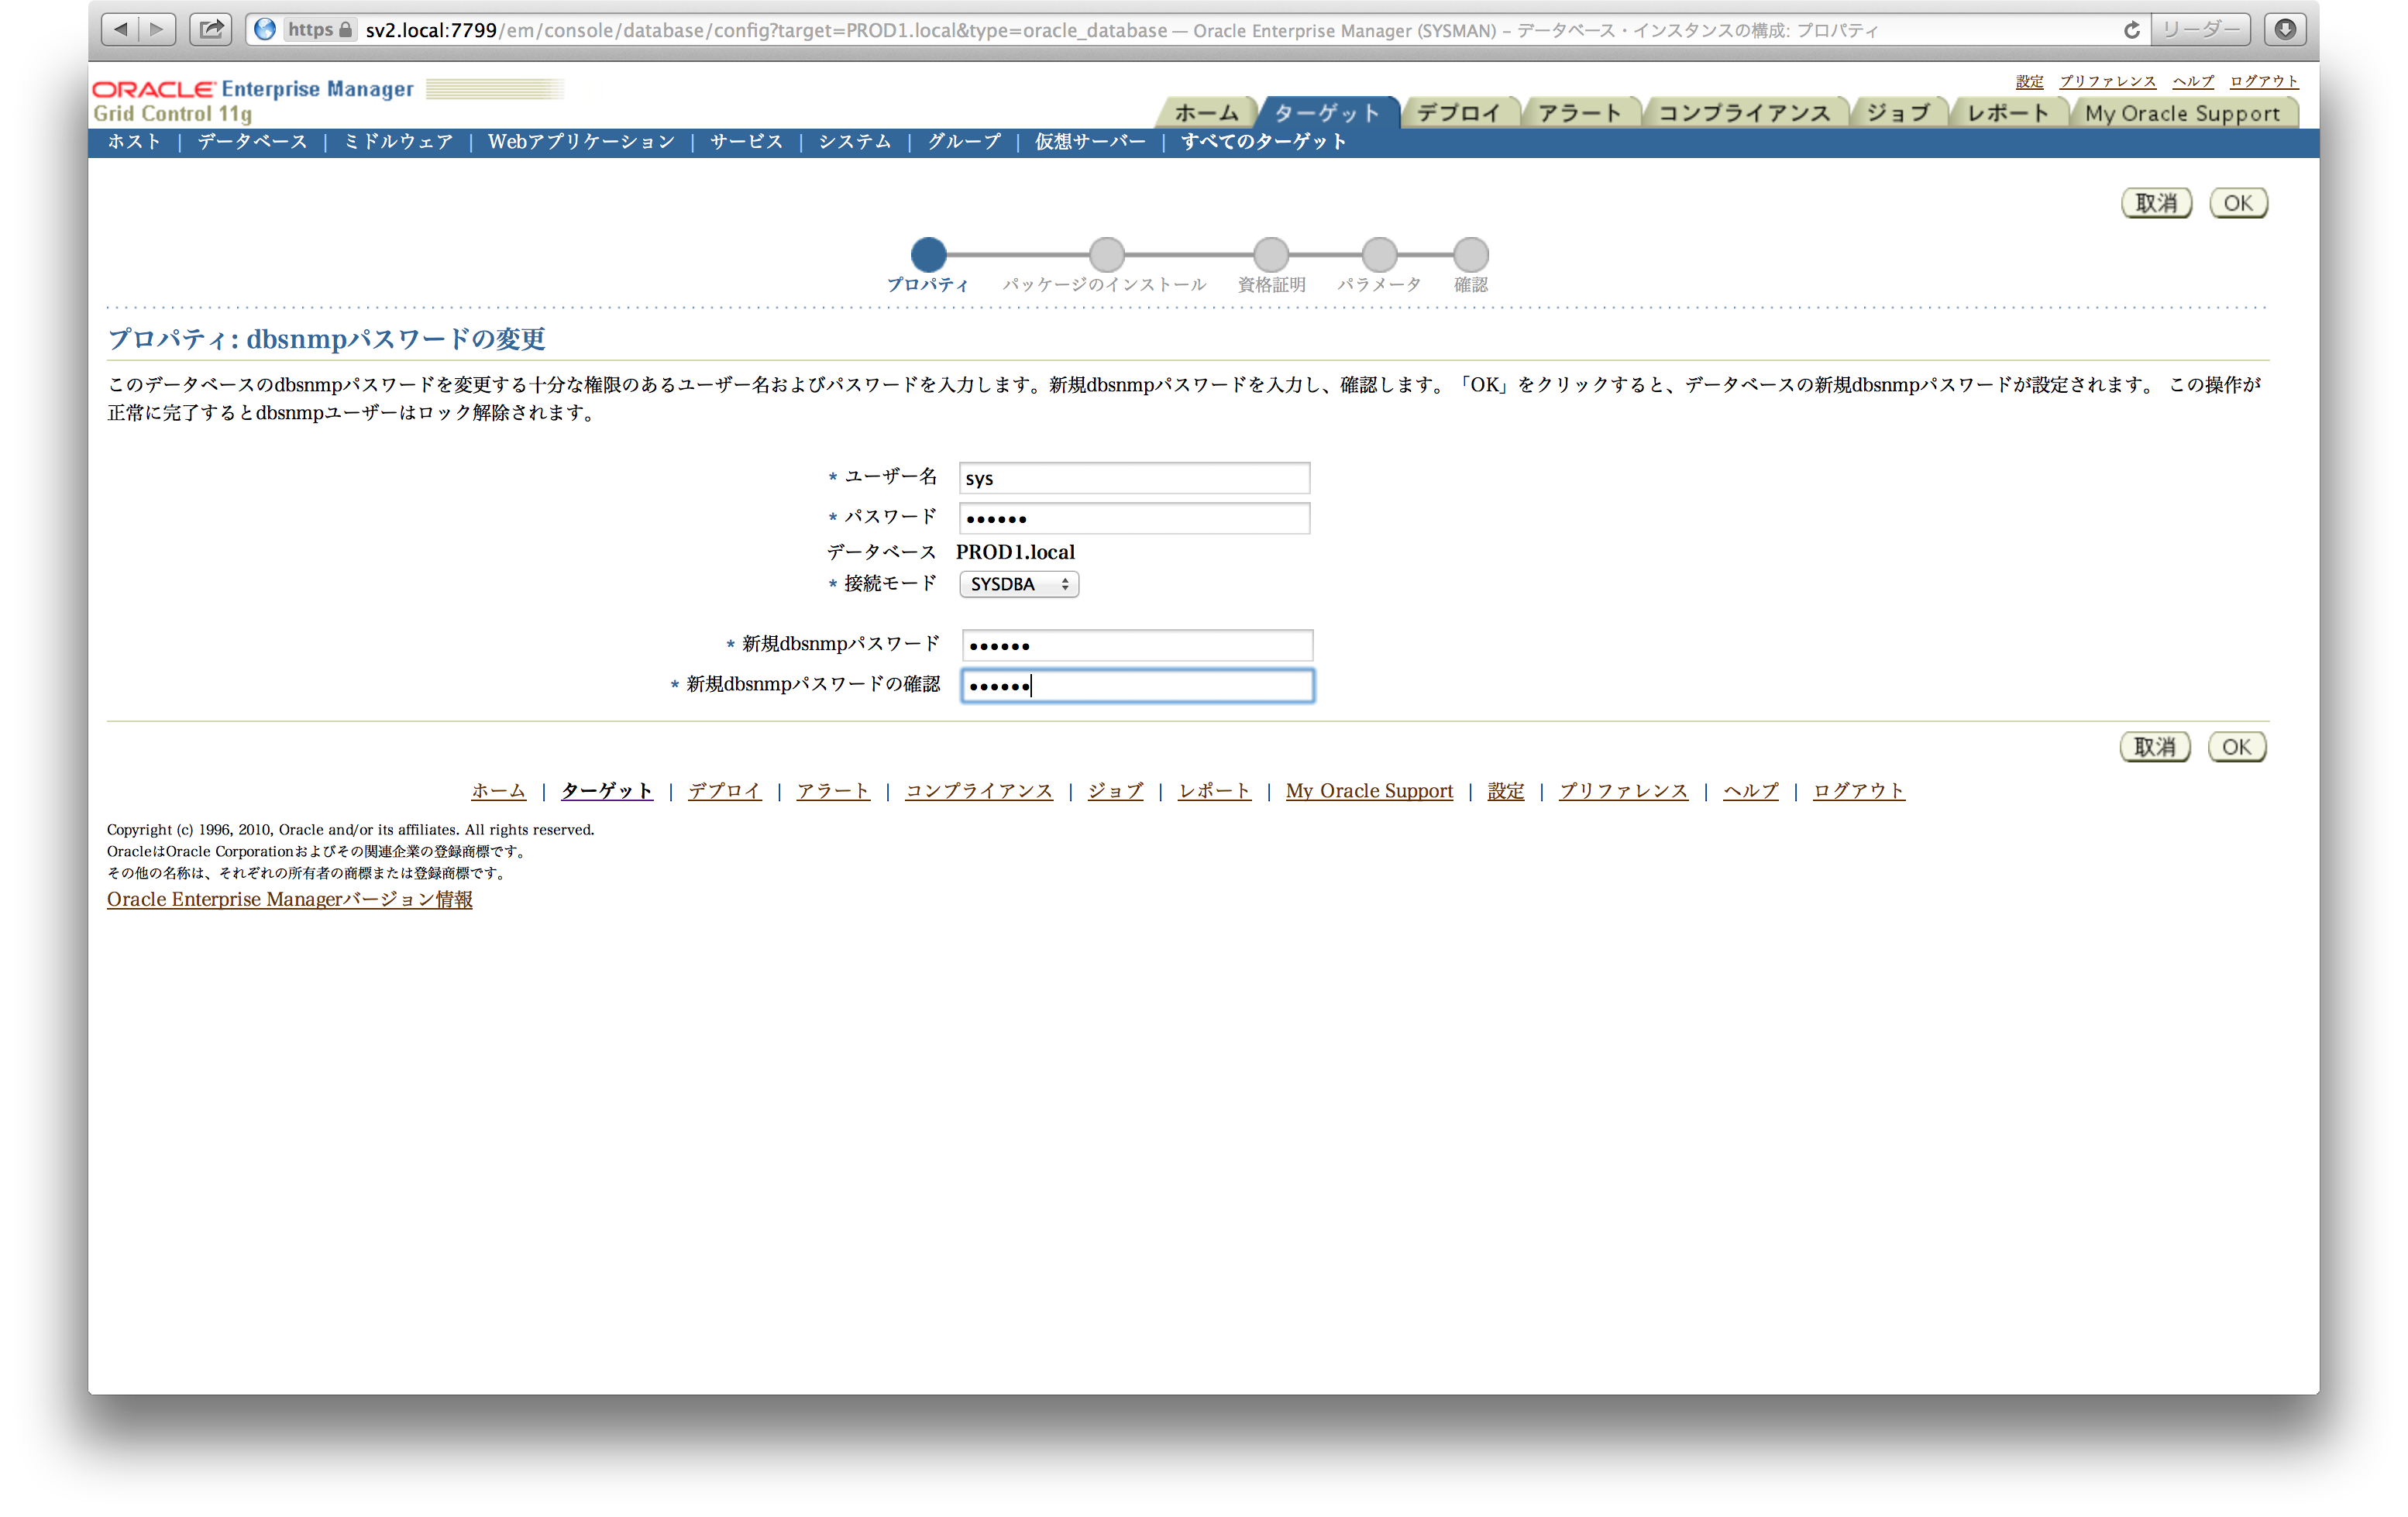 https sv2.local:7799/em/console/database/config?target=PROD1.local&type=oracle_database — Oracle Enterprise Manager (SYSMAN) – データベース・インスタンスの構成: プロパティ リーダー
ORACLE Enterprise Manager
Grid Control 11g
設定 プリファレンス ヘルプ ログアウト
ホーム ターゲット デプロイ アラート コンプライアンス ジョブ レポート My Oracle Support
ホスト | データベース | ミドルウェア | Webアプリケーション | サービス | システム | グループ | 仮想サーバー | すべてのターゲット
取消 OK
プロパティ パッケージのインストール 資格証明 パラメータ 確認
プロパティ: dbsnmpパスワードの変更
このデータベースのdbsnmpパスワードを変更する十分な権限のあるユーザー名およびパスワードを入力します。新規dbsnmpパスワードを入力し、確認します。「OK」をクリックすると、データベースの新規dbsnmpパスワードが設定されます。 この操作が
正常に完了するとdbsnmpユーザーはロック解除されます。
* ユーザー名 sys
* パスワード ••••••
データベース PROD1.local
* 接続モード SYSDBA
* 新規dbsnmpパスワード ••••••
* 新規dbsnmpパスワードの確認 ••••••
取消 OK
ホーム | ターゲット | デプロイ | アラート | コンプライアンス | ジョブ | レポート | My Oracle Support | 設定 | プリファレンス | ヘルプ | ログアウト
Copyright (c) 1996, 2010, Oracle and/or its affiliates. All rights reserved.
OracleはOracle Corporationおよびその関連企業の登録商標です。
その他の名称は、それぞれの所有者の商標または登録商標です。
Oracle Enterprise Managerバージョン情報